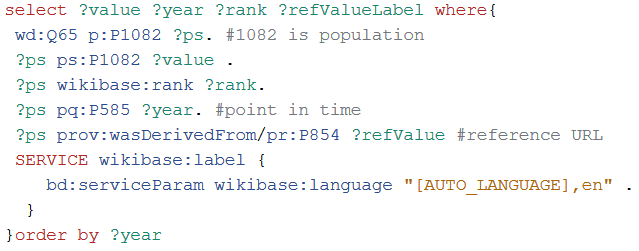 select ?value ?year ?rank ?refValueLabel where{
wd:Q65 p:P1082 ?ps. #1082 is population
?ps ps:P1082 ?value .
?ps wikibase:rank ?rank.
?ps pq:P585 ?year. #point in time
?ps prov:wasDerivedFrom/pr:P854 ?refValue #reference URL
SERVICE wikibase:label {
bd:serviceParam wikibase:language "[AUTO_LANGUAGE],en" .
}
}order by ?year